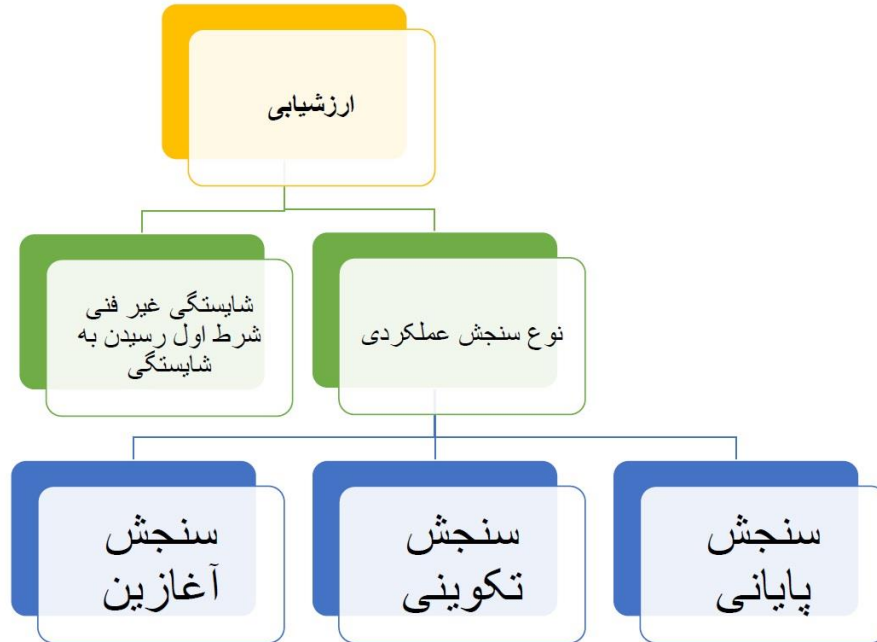 ارزشیابی
نوع سنجش عملکردی
شایستگی غیر فنی
شرط اول رسیدن به
شایستگی
سنجش
پایانی
سنجش
تکوینی
سنجش
آغازین